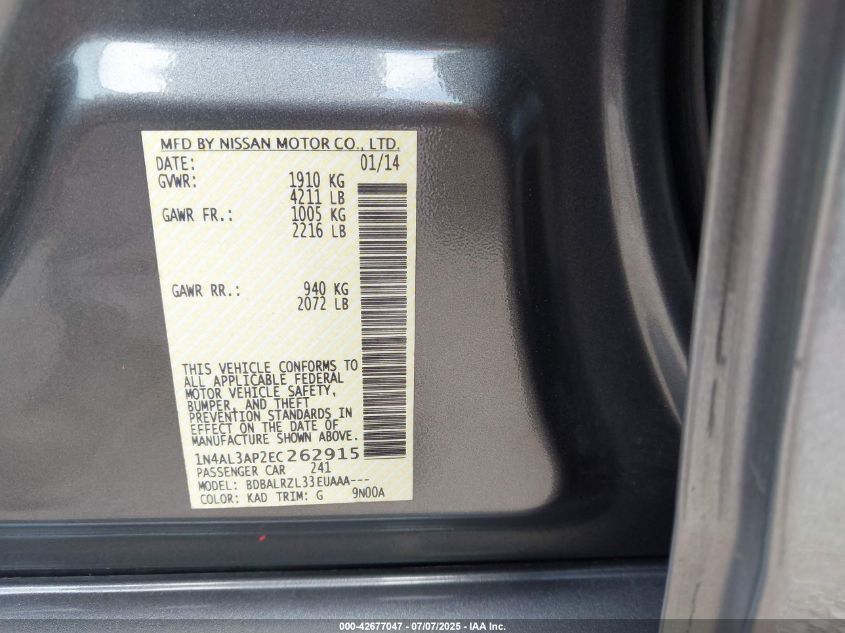 MFD BY NISSAN MOTOR CO., LTD.
DATE: 01/14
GVWR: 1910 KG
4211 LB
GAWR FR.: 1005 KG
2216 LB
GAWR RR.: 940 KG
2072 LB
THIS VEHICLE CONFORMS TO
ALL APPLICABLE FEDERAL
MOTOR VEHICLE SAFETY,
BUMPER, AND THEFT
PREVENTION STANDARDS IN
EFFECT ON THE DATE OF
MANUFACTURE SHOWN ABOVE.
1N4AL3AP2EC262915
PASSENGER CAR 241
MODEL: BDBALRZL33EUAAA---
COLOR: KAD TRIM: G 9N00A
000-42677047 / 07/07/2025 - IAA Inc.